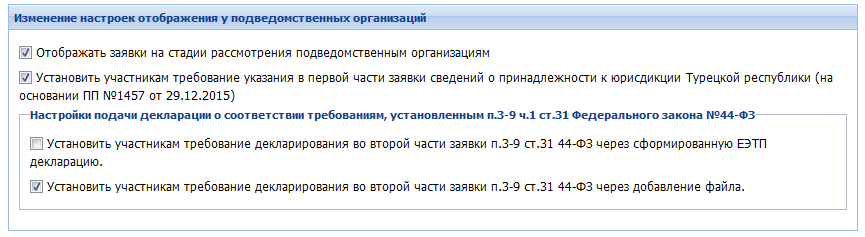 Изменение настроек отображения у подведомственных организаций
Отображать заявки на стадии рассмотрения подведомственным организациям
Установить участникам требование указания в первой части заявки сведений о принадлежности к юрисдикции Турецкой республики (на
основании ПП №1457 от 29.12.2015)
Настройки подачи декларации о соответствии требованиям, установленным п.3-9 ч.1 ст.31 Федерального закона №44-ФЗ
Установить участникам требование декларирования во второй части заявки п.3-9 ст.31 44-ФЗ через сформированную ЕЭТП
декларацию.
Установить участникам требование декларирования во второй части заявки п.3-9 ст.31 44-ФЗ через добавление файла.